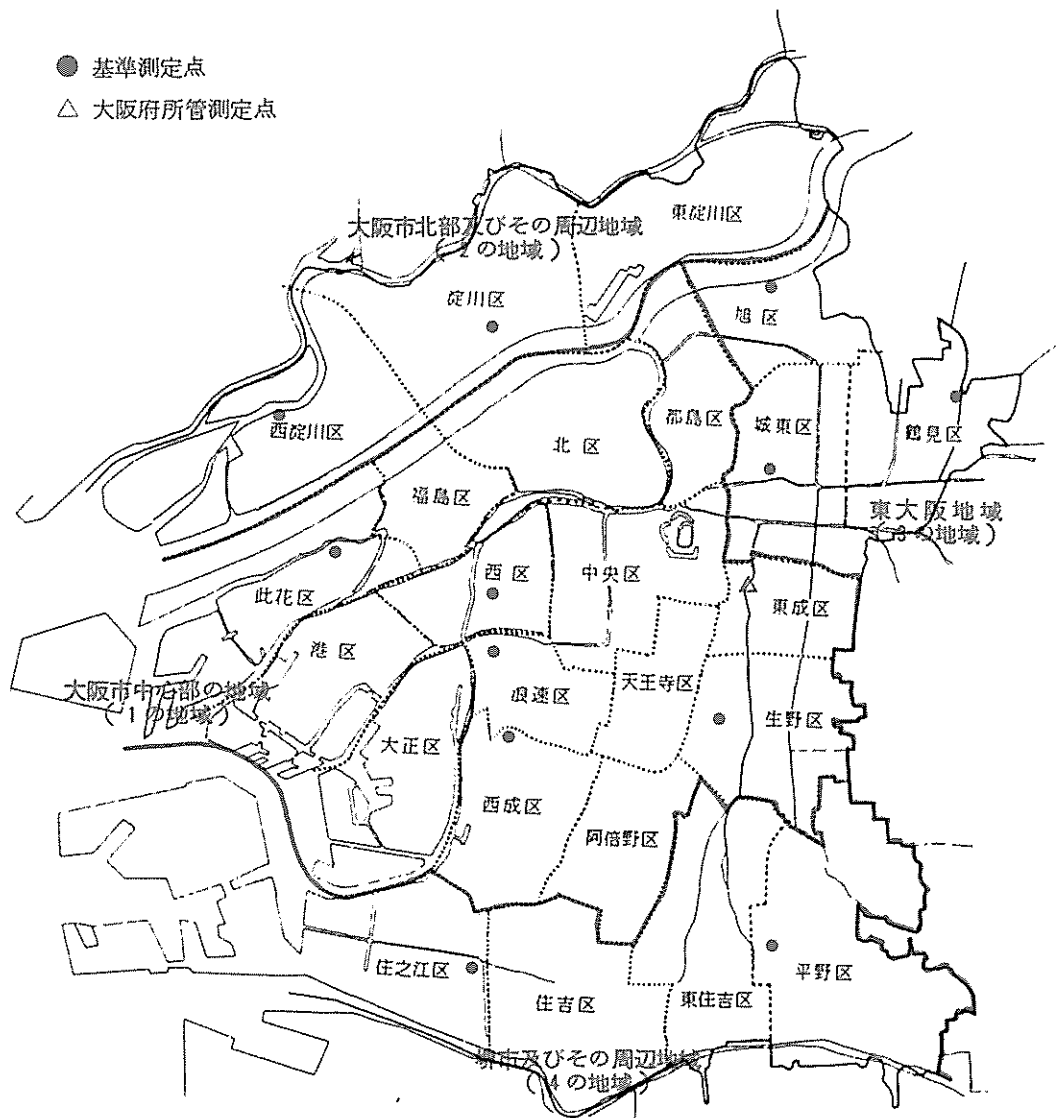 ● 基準測定点
△ 大阪府所管測定点
東淀川区
大阪市北部及びその周辺地域
( 2 の地域 )
淀川区
旭区
西淀川区
北区
都島区
城東区
鶴見区
福島区
東大阪地域
( 3 の地域 )
此花区
西区
中央区
東成区
港区
大阪市中心部の地域
( 1 の地域 )
浪速区
天王寺区
生野区
大正区
西成区
阿倍野区
住之江区
住吉区
東住吉区
平野区
堺市及びその周辺地域
( 4 の地域 )